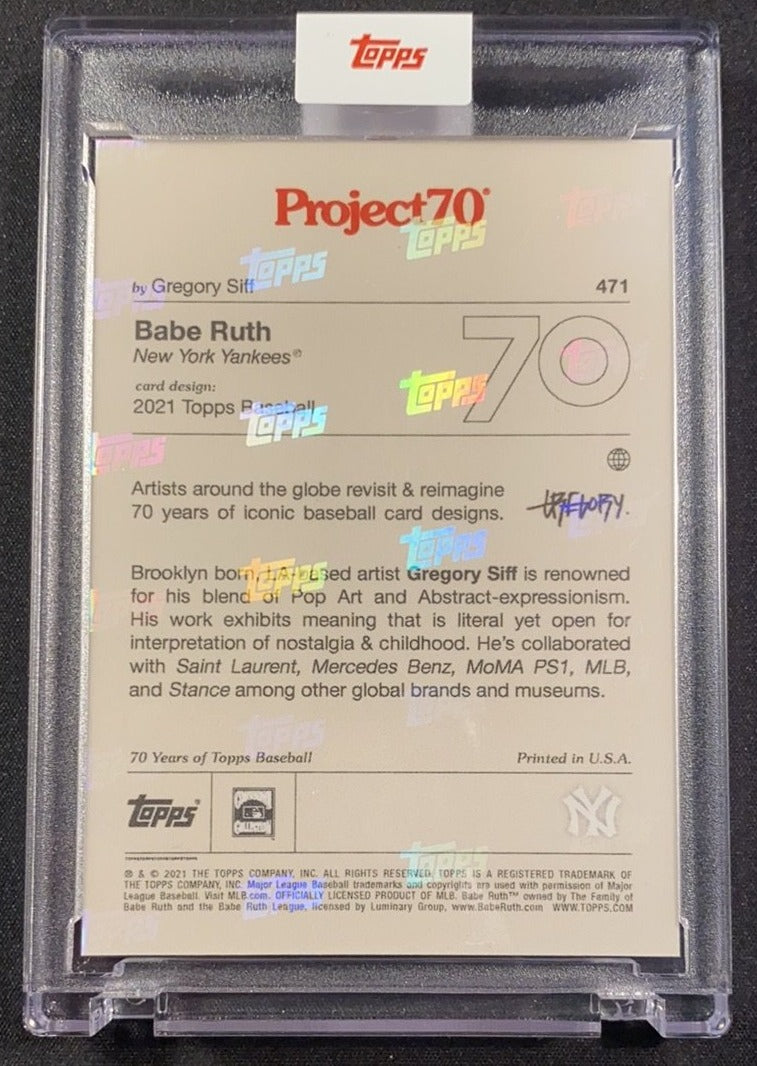 Topps
Project70®
by Gregory Siff 471
Babe Ruth
New York Yankees®
card design:
2021 Topps Baseball
70
Artists around the globe revisit & reimagine
70 years of iconic baseball card designs.
GREGORY.
Brooklyn born, LA-based artist Gregory Siff is renowned
for his blend of Pop Art and Abstract-expressionism.
His work exhibits meaning that is literal yet open for
interpretation of nostalgia & childhood. He's collaborated
with Saint Laurent, Mercedes Benz, MoMA PS1, MLB,
and Stance among other global brands and museums.
70 Years of Topps Baseball Printed in U.S.A.
Topps NY
® & © 2021 THE TOPPS COMPANY, INC. ALL RIGHTS RESERVED. TOPPS IS A REGISTERED TRADEMARK OF
THE TOPPS COMPANY, INC. Major League Baseball trademarks and copyrights are used with permission of Major
League Baseball. Visit MLB.com. OFFICIALLY LICENSED PRODUCT OF MLB. Babe Ruth™ owned by The Family of
Babe Ruth and the Babe Ruth League, licensed by Luminary Group, www.BabeRuth.com WWW.TOPPS.COM